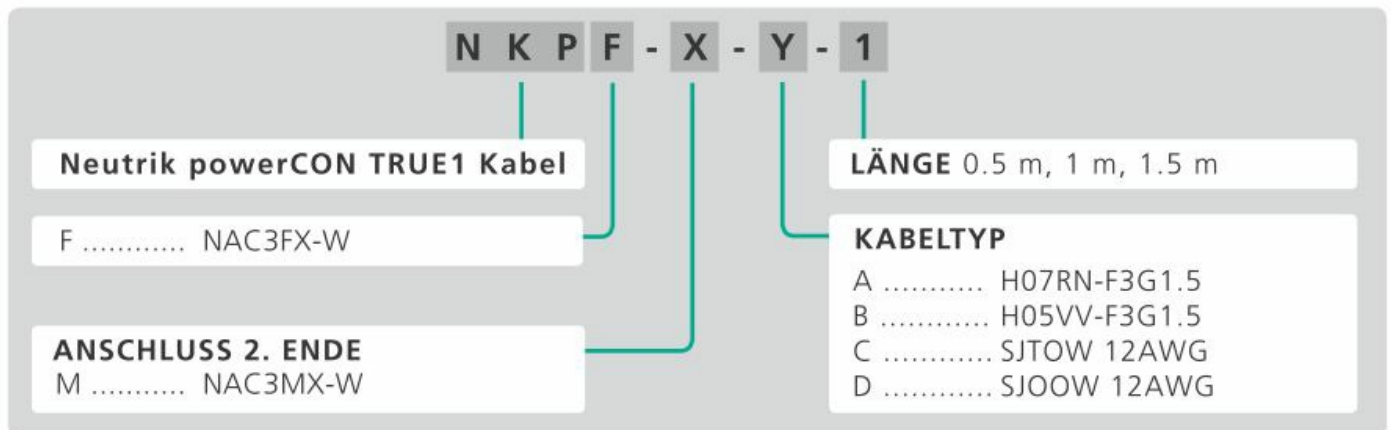 N K P F - X - Y - 1
Neutrik powerCON TRUE1 Kabel
F ............ NAC3FX-W
ANSCHLUSS 2. ENDE
M ........... NAC3MX-W
LÄNGE 0.5 m, 1 m, 1.5 m
KABELTYP
A ........... H07RN-F3G1.5
B ............ H05VV-F3G1.5
C ............ SJTOW 12AWG
D ............ SJOOW 12AWG